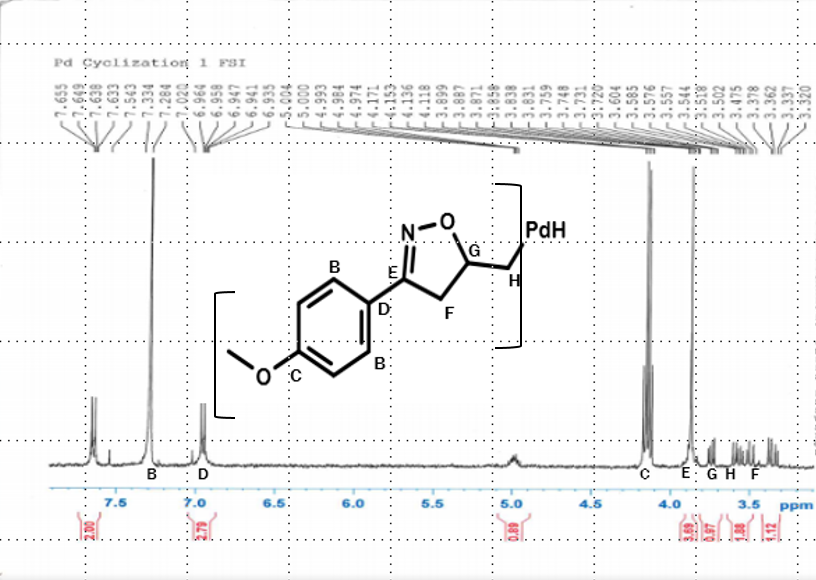 Pd Cyclization 1 FSI
7.655 7.649 7.638 7.633 7.543 7.334 7.284 7.020 6.964 6.958 6.947 6.941 6.935 5.004 5.000 4.993 4.984 4.974 4.171 4.153 4.136 4.118 3.899 3.887 3.871 3.858 3.838 3.831 3.759 3.748 3.731 3.720 3.604 3.585 3.576 3.557 3.544 3.518 3.502 3.475 3.378 3.362 3.337 3.320
N O PdH
G
B E H
D F
B
O C
B D C E G H F
7.5 7.0 6.5 6.0 5.5 5.0 4.5 4.0 3.5 ppm
2.00 2.79 0.89 3.69 0.97 1.88 1.12